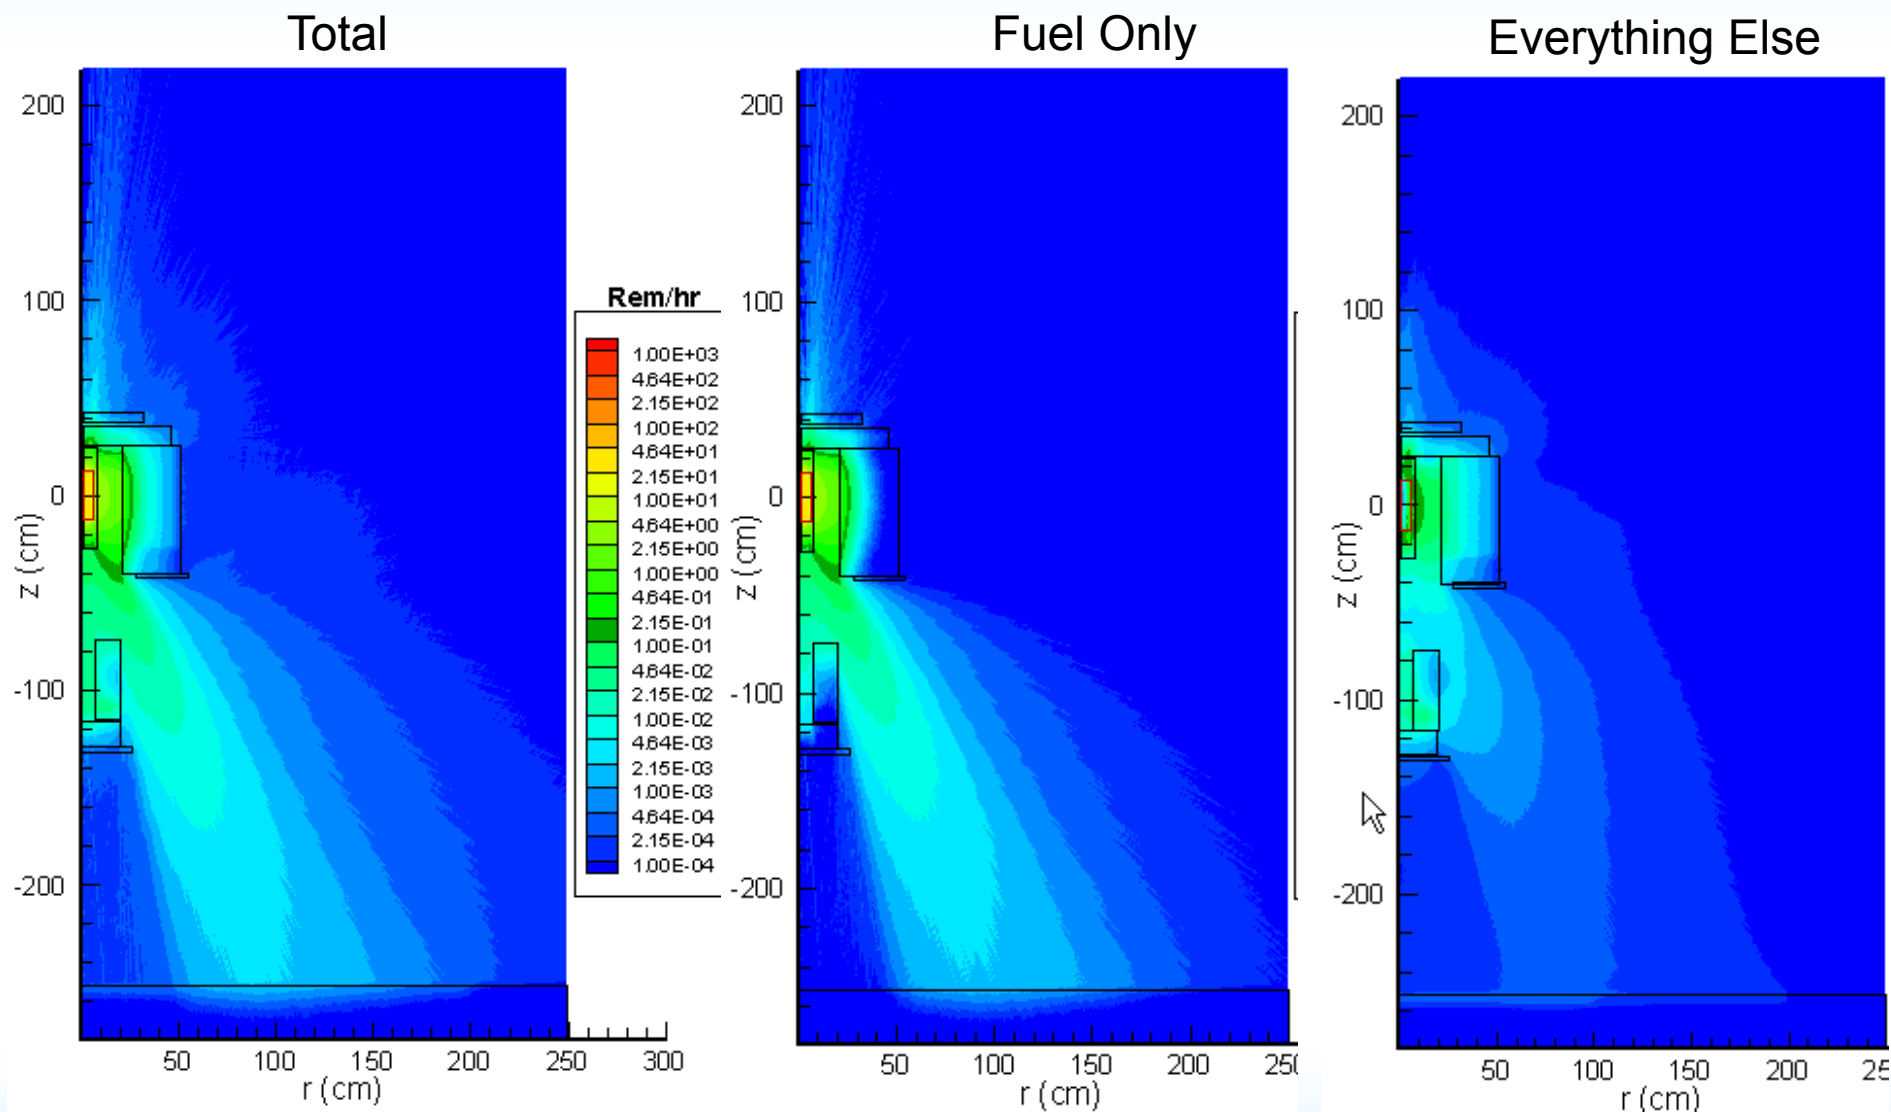 Total
Fuel Only
Everything Else
200
100
0
-100
-200
z (cm)
50
100
150
200
250
300
r (cm)
Rem/hr
1.00E+03
4.64E+02
2.15E+02
1.00E+02
4.64E+01
2.15E+01
1.00E+01
4.64E+00
2.15E+00
1.00E+00
4.64E-01
2.15E-01
1.00E-01
4.64E-02
2.15E-02
1.00E-02
4.64E-03
2.15E-03
1.00E-03
4.64E-04
2.15E-04
1.00E-04
200
100
0
-100
-200
z (cm)
50
100
150
200
250
r (cm)
200
100
0
-100
-200
z (cm)
50
100
150
200
25
r (cm)